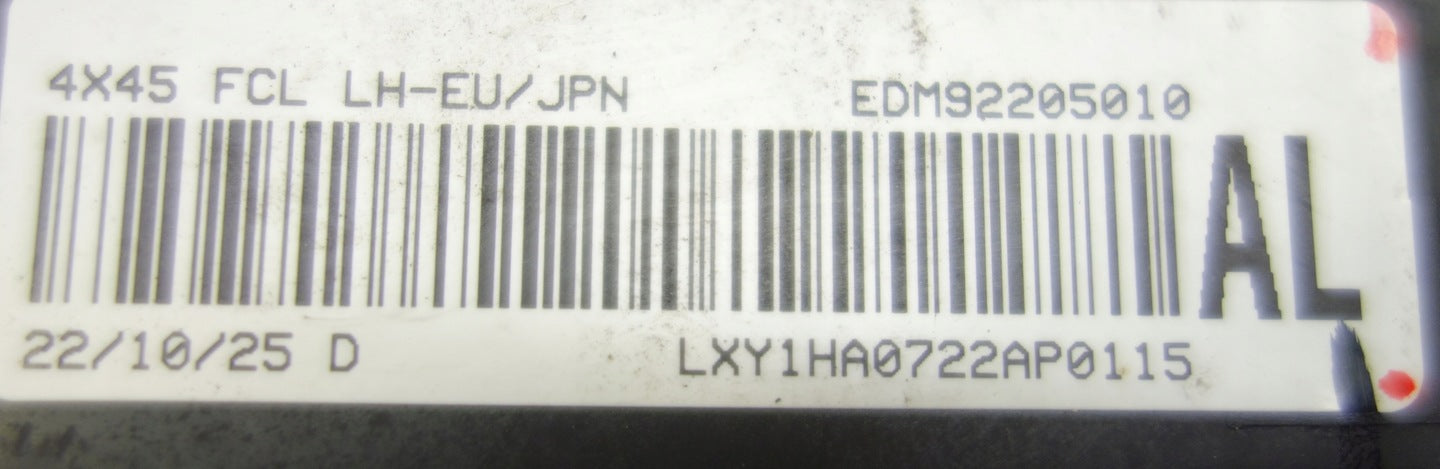 4X45 FCL LH-EU/JPN EDM92205010
AL
22/10/25 D LXY1HA0722AP0115